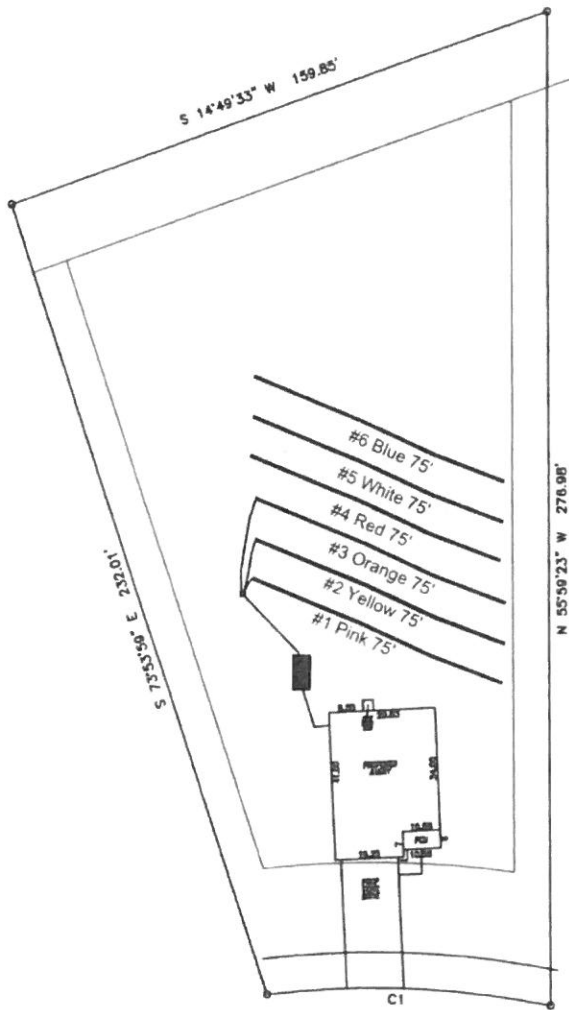 S 14°49'33" W 159.85'
#6 Blue 75'
#5 White 75'
#4 Red 75'
#3 Orange 75'
#2 Yellow 75'
#1 Pink 75'
S 73°53'59" E 232.01'
N 55°59'23" W 276.98'
C1